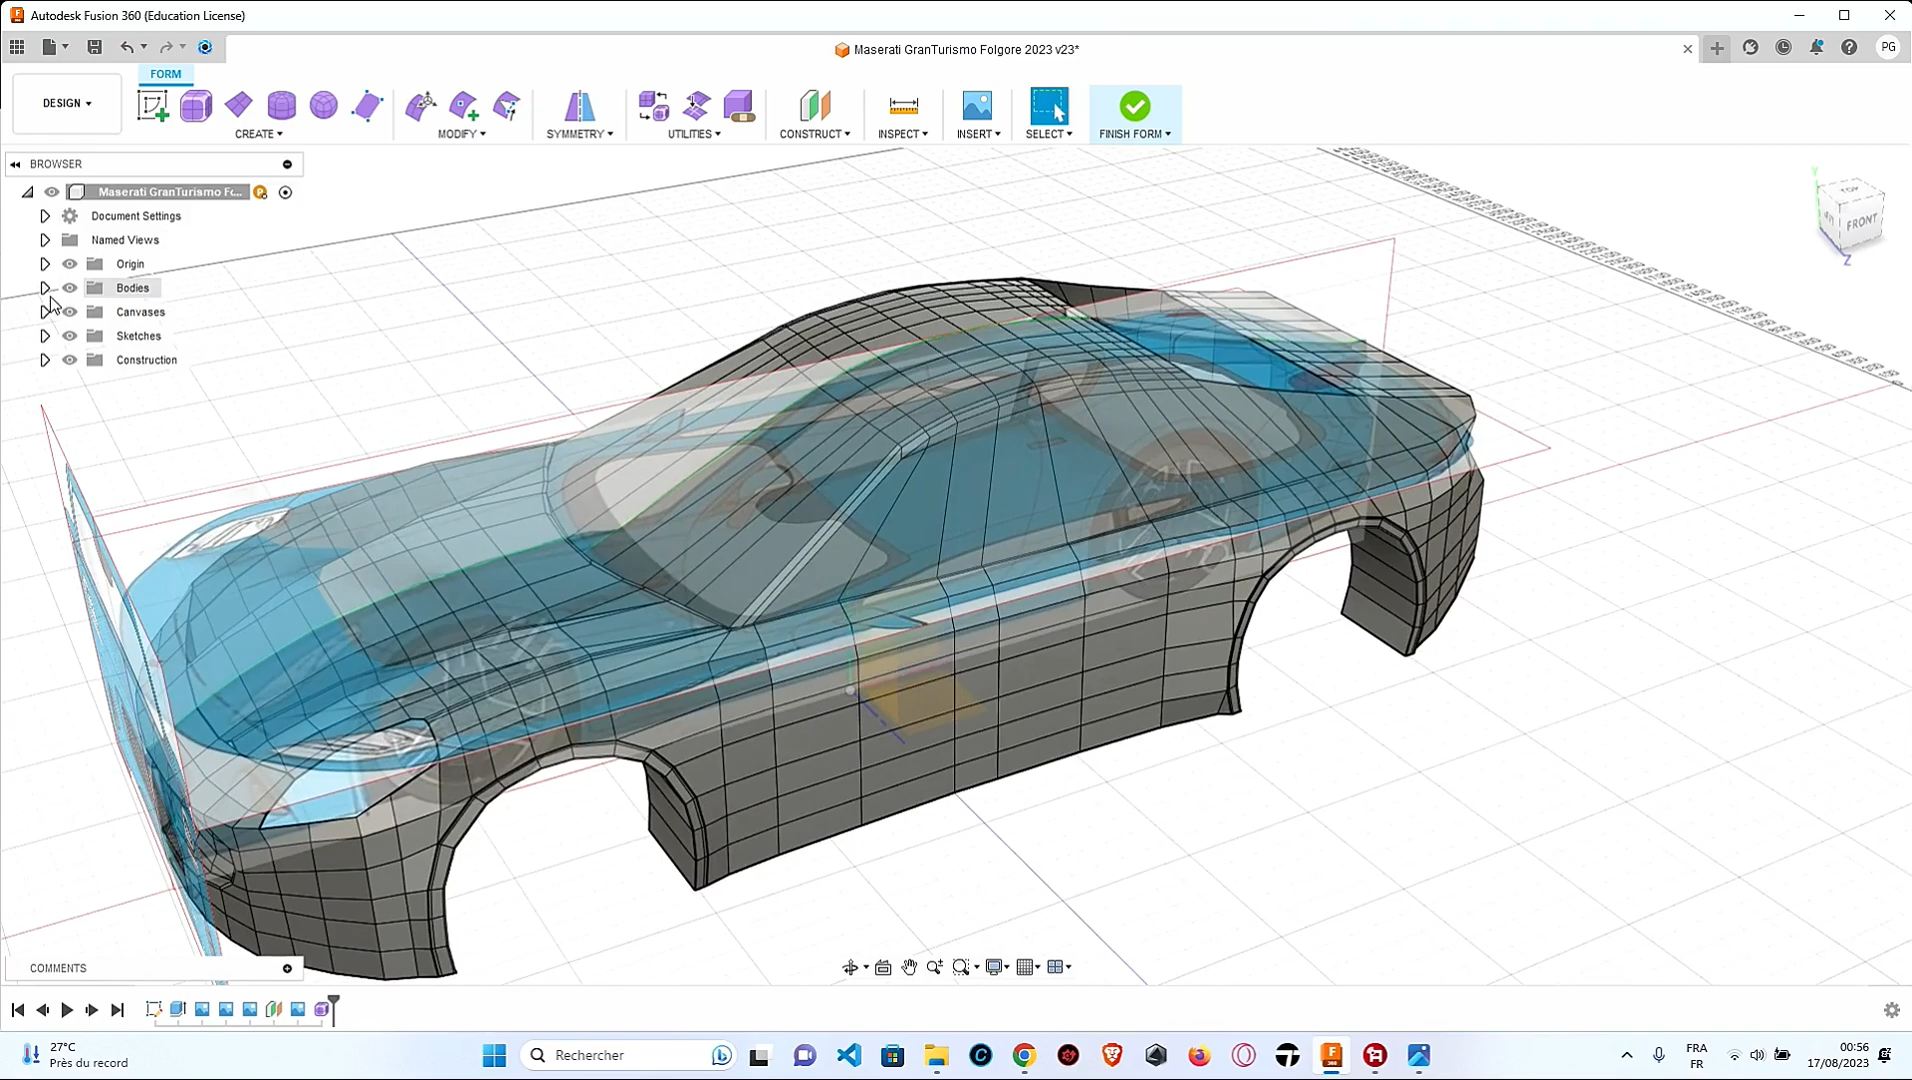 Autodesk Fusion 360 (Education License)
Maserati GranTurismo Folgore 2023 v23*
PG
DESIGN
FORM
CREATE
MODIFY
SYMMETRY
UTILITIES
CONSTRUCT
INSPECT
INSERT
SELECT
FINISH FORM
BROWSER
Maserati GranTurismo F...
Document Settings
Named Views
Origin
Bodies
Canvases
Sketches
Construction
TOP
FRONT
Y
Z
COMMENTS
27°C
Près du record
Rechercher
FRA
FR
00:56
17/08/2023